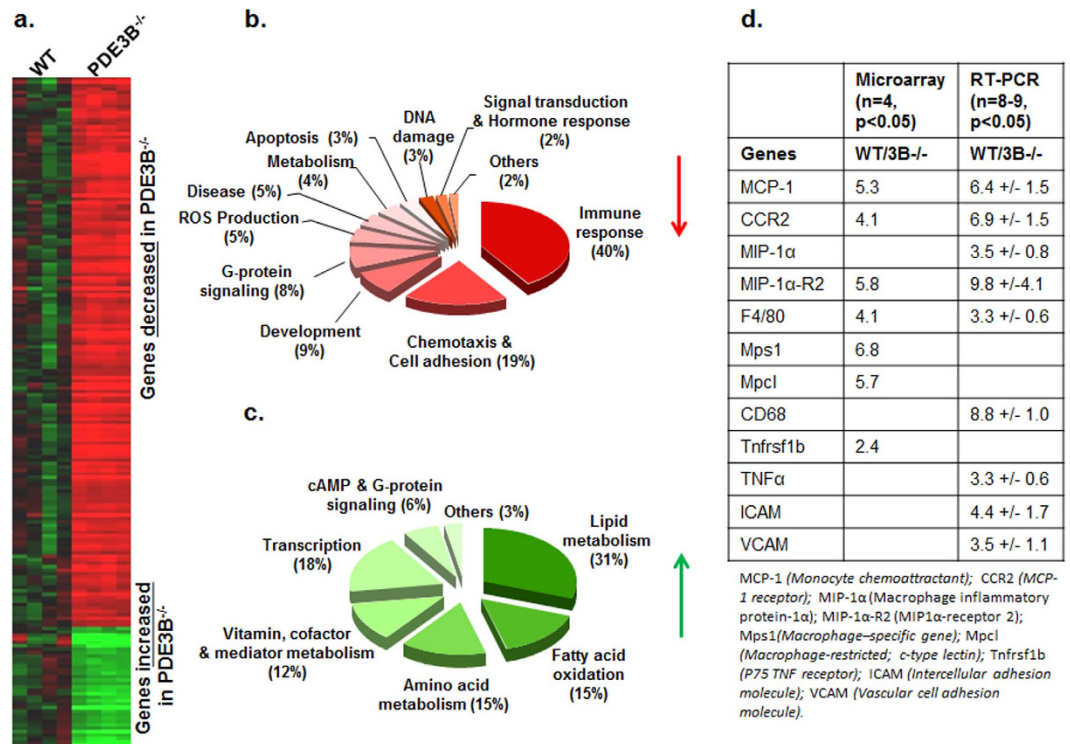 a.
WT
PDE3B-/-
Genes decreased in PDE3B-/-
Genes increased
in PDE3B-/-
b.
Signal transduction
& Hormone response
(2%)
DNA
damage
(3%)
Apoptosis (3%)
Others
(2%)
Metabolism
(4%)
Disease (5%)
ROS Production
(5%)
G-protein
signaling (8%)
Development
(9%)
Chemotaxis &
Cell adhesion (19%)
Immune
response
(40%)
c.
cAMP & G-protein
signaling (6%)
Others (3%)
Lipid
metabolism
(31%)
Transcription
(18%)
Vitamin, cofactor
& mediator metabolism
(12%)
Amino acid
metabolism (15%)
Fatty acid
oxidation
(15%)
d.
Microarray
(n=4,
p<0.05)
RT-PCR
(n=8-9,
p<0.05)
Genes WT/3B-/- WT/3B-/-
MCP-1 5.3 6.4 +/- 1.5
CCR2 4.1 6.9 +/- 1.5
MIP-1α 3.5 +/- 0.8
MIP-1α-R2 5.8 9.8 +/-4.1
F4/80 4.1 3.3 +/- 0.6
Mps1 6.8
Mpcl 5.7
CD68 8.8 +/- 1.0
Tnfrsf1b 2.4
TNFα 3.3 +/- 0.6
ICAM 4.4 +/- 1.7
VCAM 3.5 +/- 1.1
MCP-1 (Monocyte chemoattractant); CCR2 (MCP-
1 receptor); MIP-1α (Macrophage inflammatory
protein-1α); MIP-1α-R2 (MIP1α-receptor 2);
Mps1(Macrophage–specific gene); Mpcl
(Macrophage-restricted; c-type lectin); Tnfrsf1b
(P75 TNF receptor); ICAM (Intercellular adhesion
molecule); VCAM (Vascular cell adhesion
molecule).